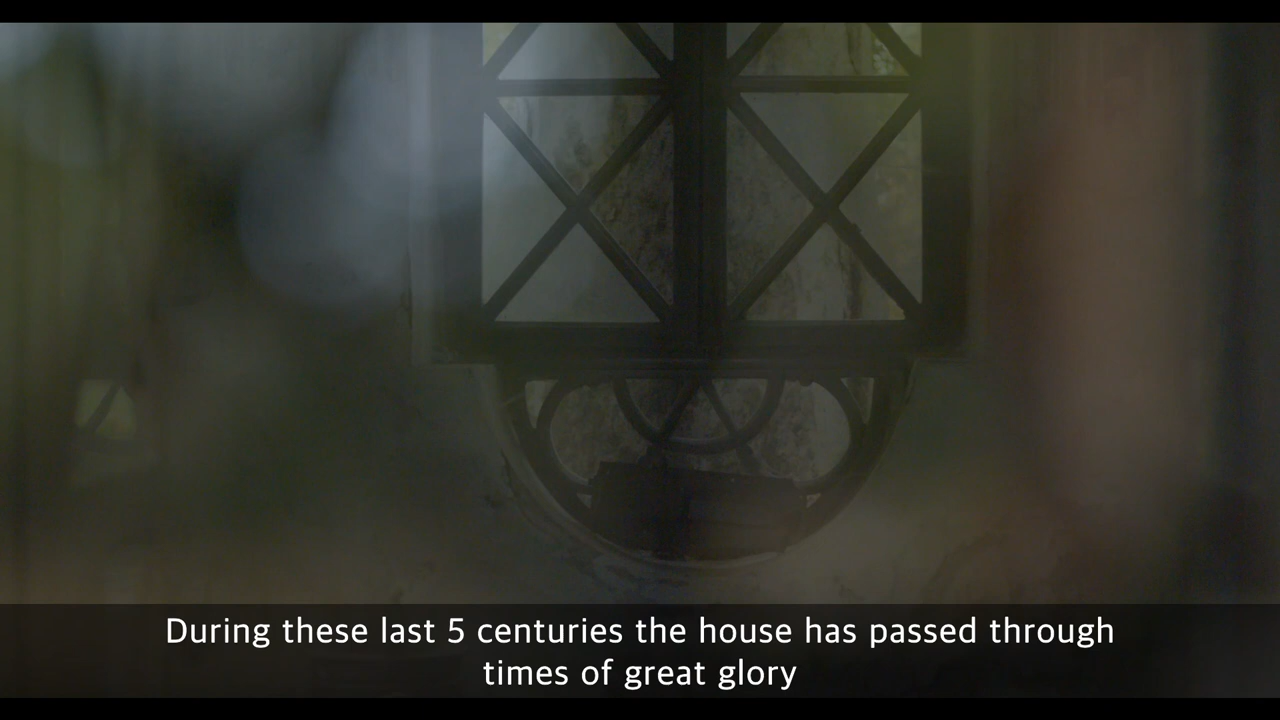 During these last 5 centuries the house has passed through
times of great glory